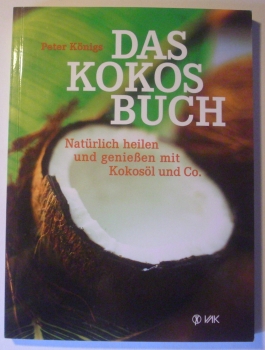 Peter Königs
DAS
KOKOS
BUCH
Natürlich heilen
und genießen mit
Kokosöl und Co.
VAK